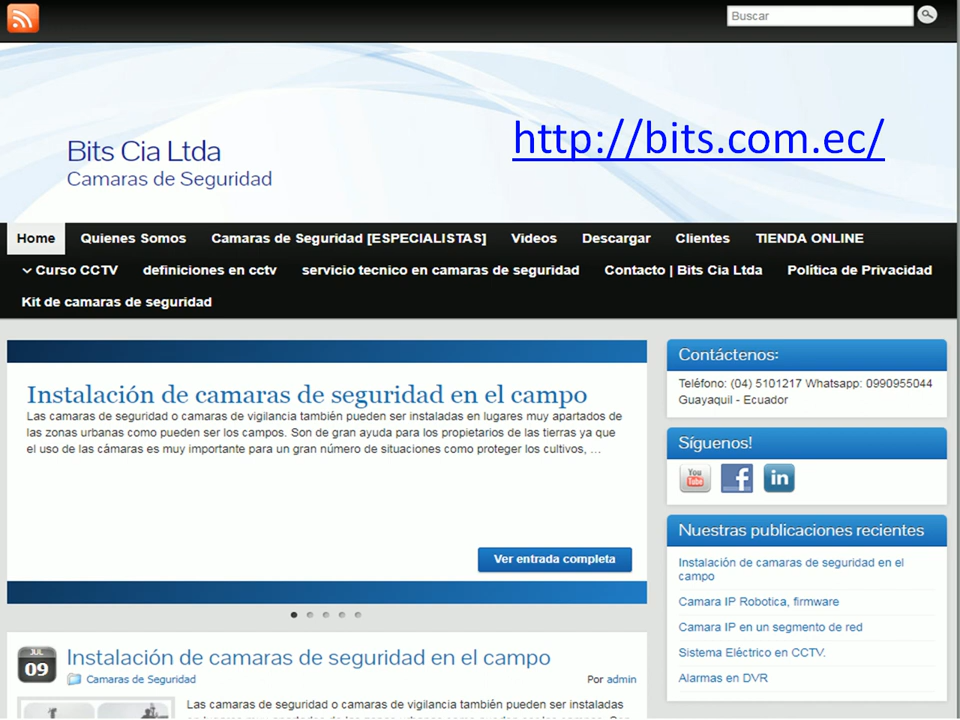 Buscar
http://bits.com.ec/
Bits Cia Ltda
Camaras de Seguridad
Home Quienes Somos Camaras de Seguridad [ESPECIALISTAS] Videos Descargar Clientes TIENDA ONLINE
Curso CCTV definiciones en cctv servicio tecnico en camaras de seguridad Contacto | Bits Cia Ltda Política de Privacidad
Kit de camaras de seguridad
Instalación de camaras de seguridad en el campo
Las camaras de seguridad o camaras de vigilancia también pueden ser instaladas en lugares muy apartados de
las zonas urbanas como pueden ser los campos. Son de gran ayuda para los propietarios de las tierras ya que
el uso de las cámaras es muy importante para un gran número de situaciones como proteger los cultivos, …
Ver entrada completa
Contáctenos:
Teléfono: (04) 5101217 Whatsapp: 0990955044
Guayaquil - Ecuador
Síguenos!
You
Tube
f
in
Nuestras publicaciones recientes
Instalación de camaras de seguridad en el
campo
Camara IP Robotica, firmware
Camara IP en un segmento de red
Sistema Eléctrico en CCTV.
Alarmas en DVR
JUL
09
Instalación de camaras de seguridad en el campo
Camaras de Seguridad
Por admin
Las camaras de seguridad o camaras de vigilancia también pueden ser instaladas